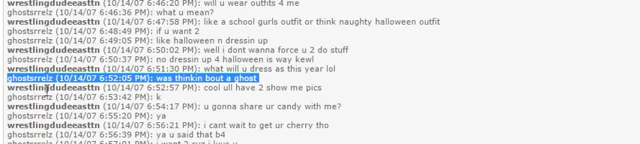 wrestlingdudeeasttn (10/14/07 6:46:20 PM): will u wear outfits 4 me
ghostsrrelz (10/14/07 6:46:36 PM): what u mean?
wrestlingdudeeasttn (10/14/07 6:47:58 PM): like a school gurls outfit or think naughty halloween outfit
ghostsrrelz (10/14/07 6:48:49 PM): if u want 2
ghostsrrelz (10/14/07 6:49:05 PM): like halloween n dressin up
wrestlingdudeeasttn (10/14/07 6:50:02 PM): well i dont wanna force u 2 do stuff
ghostsrrelz (10/14/07 6:50:37 PM): no dressin up 4 halloween is way kewl
wrestlingdudeeasttn (10/14/07 6:51:30 PM): what will u dress as this year lol
ghostsrrelz (10/14/07 6:52:05 PM): was thinkin bout a ghost
wrestlingdudeeasttn (10/14/07 6:52:57 PM): cool ull have 2 show me pics
ghostsrrelz (10/14/07 6:53:42 PM): k
wrestlingdudeeasttn (10/14/07 6:54:17 PM): u gonna share ur candy with me?
ghostsrrelz (10/14/07 6:55:20 PM): ya
wrestlingdudeeasttn (10/14/07 6:56:21 PM): i cant wait to get ur cherry tho
ghostsrrelz (10/14/07 6:56:39 PM): ya u said that b4